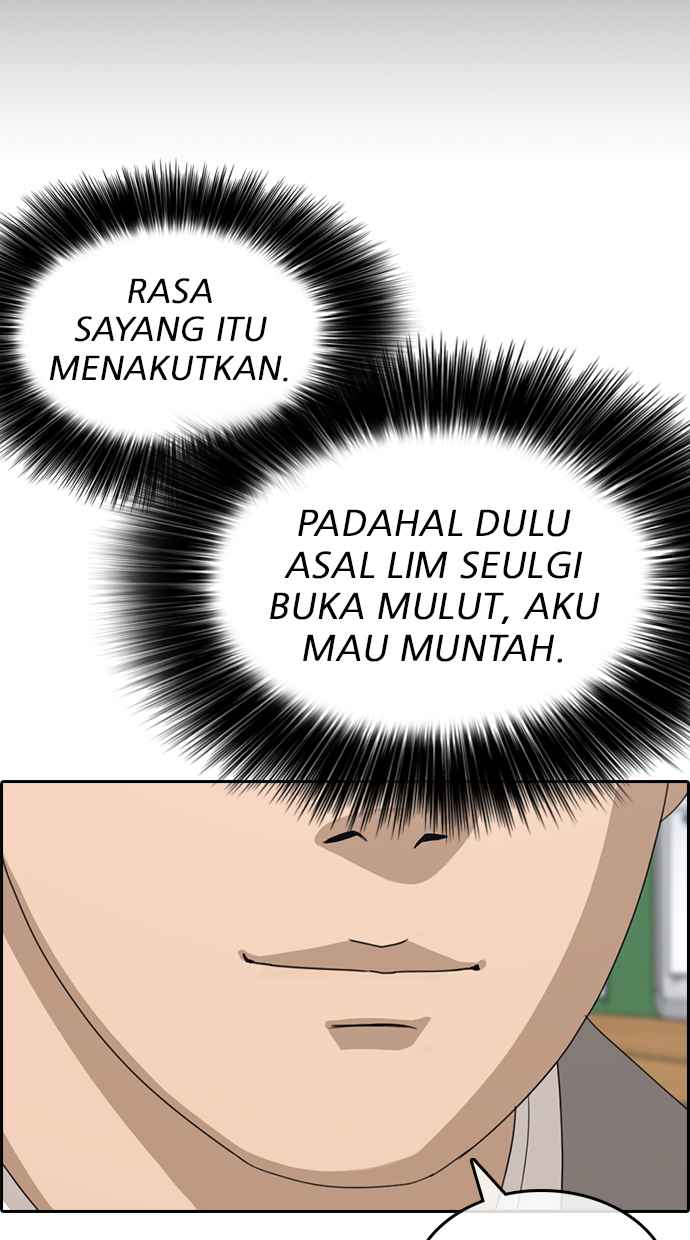 RASA
SAYANG ITU
MENAKUTKAN.
PADAHAL DULU
ASAL LIM SEULGI
BUKA MULUT, AKU
MAU MUNTAH.